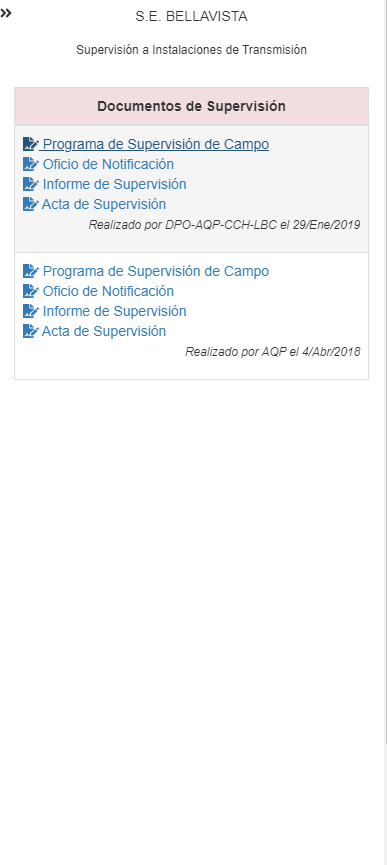 S.E. BELLAVISTA
Supervisión a Instalaciones de Transmisión
Documentos de Supervisión
Programa de Supervisión de Campo
Oficio de Notificación
Informe de Supervisión
Acta de Supervisión
Realizado por DPO-AQP-CCH-LBC el 29/Ene/2019
Programa de Supervisión de Campo
Oficio de Notificación
Informe de Supervisión
Acta de Supervisión
Realizado por AQP el 4/Abr/2018